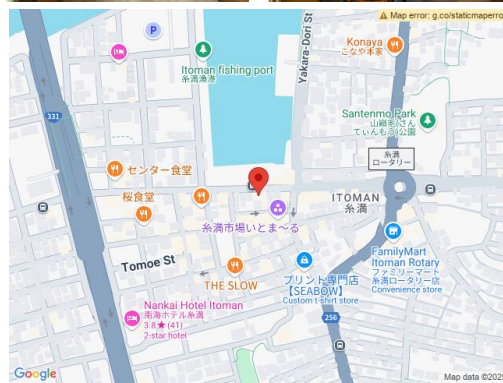 Map error: g.co/staticmaperro
P
Yakara-Dori St
Konaya
こなや本家
Itoman fishing port
糸満漁港
Santenmo Park
山巓毛(さん
てぃんもう)公園
331
糸満
ロータリー
センター食堂
桜食堂
ITOMAN
糸満
糸満市場いとま〜る
FamilyMart
Itoman Rotary
ファミリーマート
糸満ロータリー店
Convenience store
Tomoe St
THE SLOW
プリント専門店
【SEABOW】
Custom t-shirt store
Nankai Hotel Itoman
南海ホテル糸満
3.8★(41)
2-star hotel
256
Google
Map data ©202